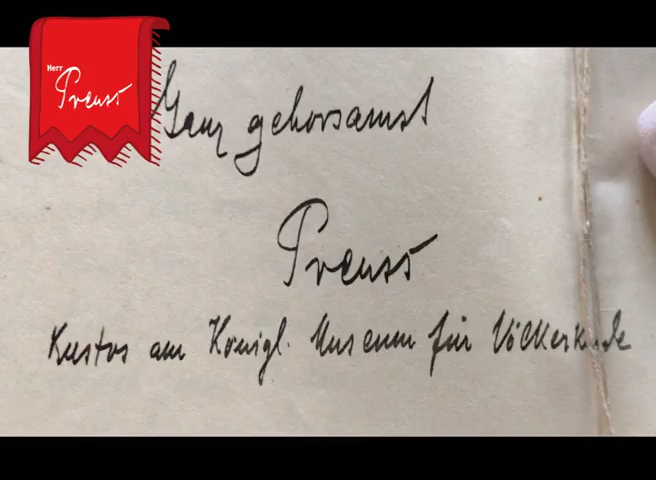 Herr
Preuss
Ganz gehorsamst
Preuss
Kustos am Königl. Museum für Völkerkunde